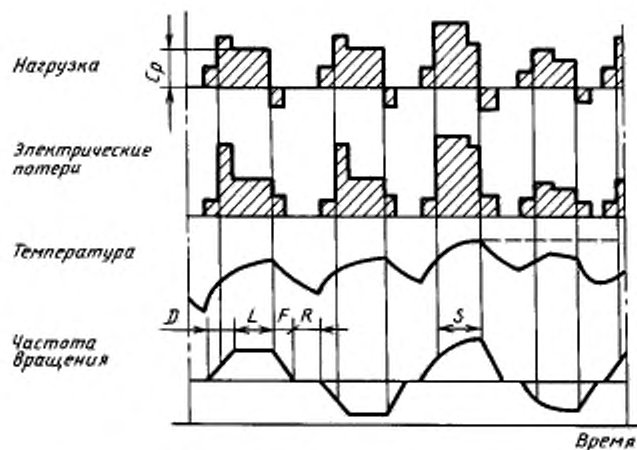 Нагрузка
Cp
Электрические
потери
Температура
D
L
F
R
S
Частота
вращения
Время